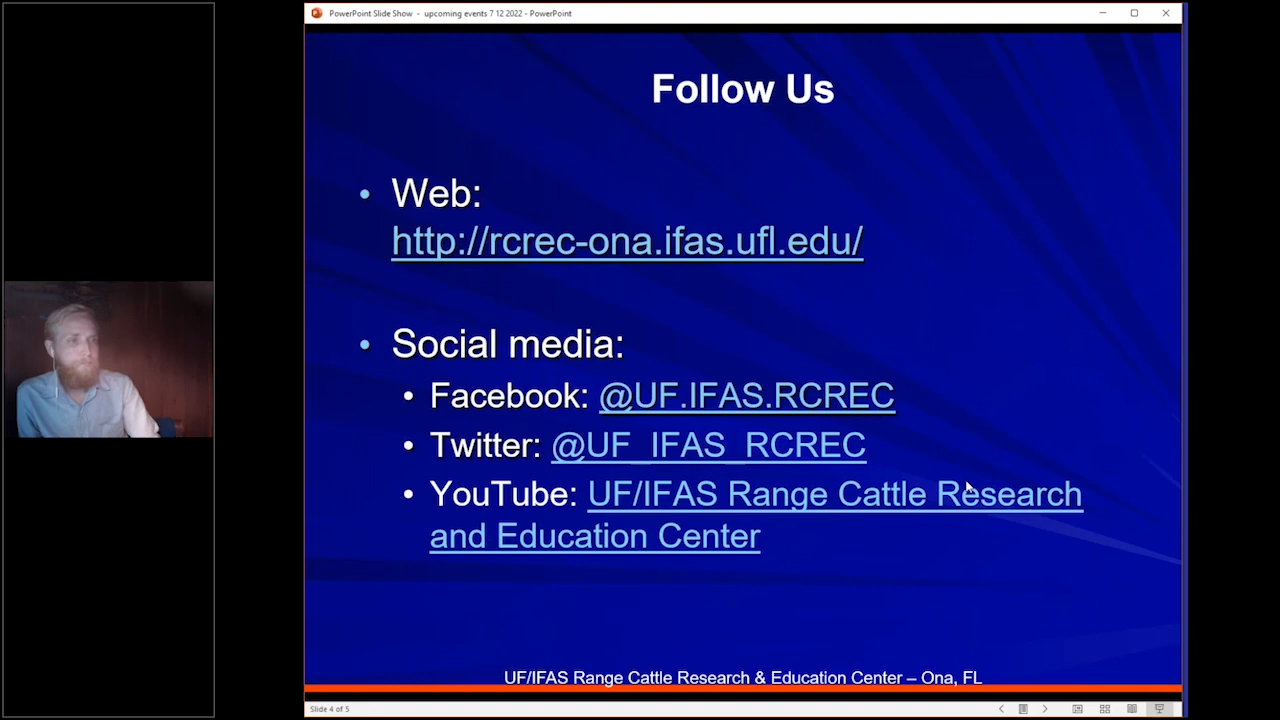 PowerPoint Slide Show - upcoming events 7 12 2022 - PowerPoint
Follow Us
• Web:
http://rcrec-ona.ifas.ufl.edu/
• Social media:
• Facebook: @UF.IFAS.RCREC
• Twitter: @UF_IFAS_RCREC
• YouTube: UF/IFAS Range Cattle Research
and Education Center
UF/IFAS Range Cattle Research & Education Center – Ona, FL
Slide 4 of 5